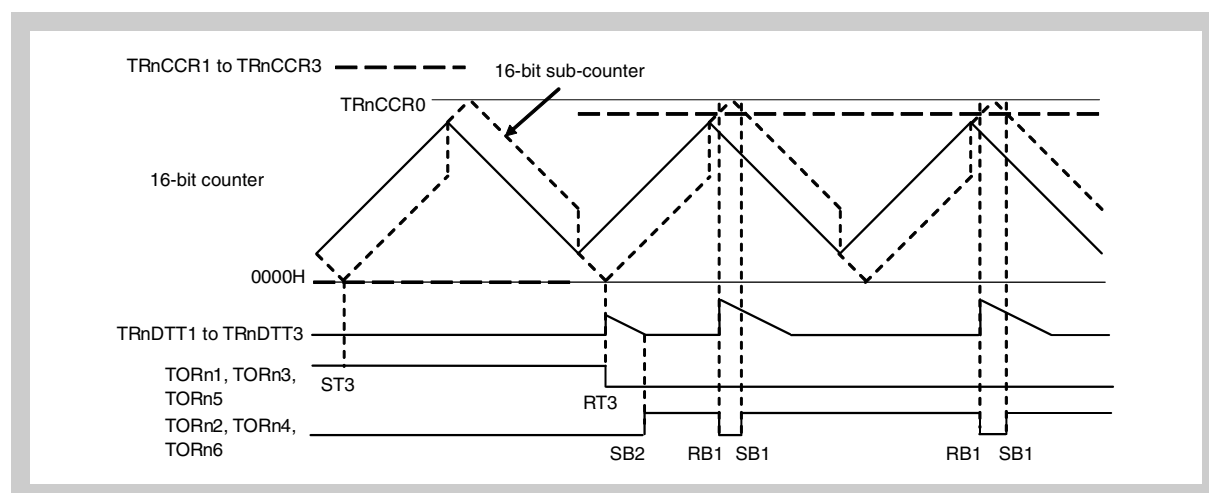 TRnCCR1 to TRnCCR3
16-bit sub-counter
TRnCCR0
16-bit counter
0000H
TRnDTT1 to TRnDTT3
TORn1, TORn3,
TORn5
ST3
RT3
TORn2, TORn4,
TORn6
SB2
RB1
SB1
RB1
SB1